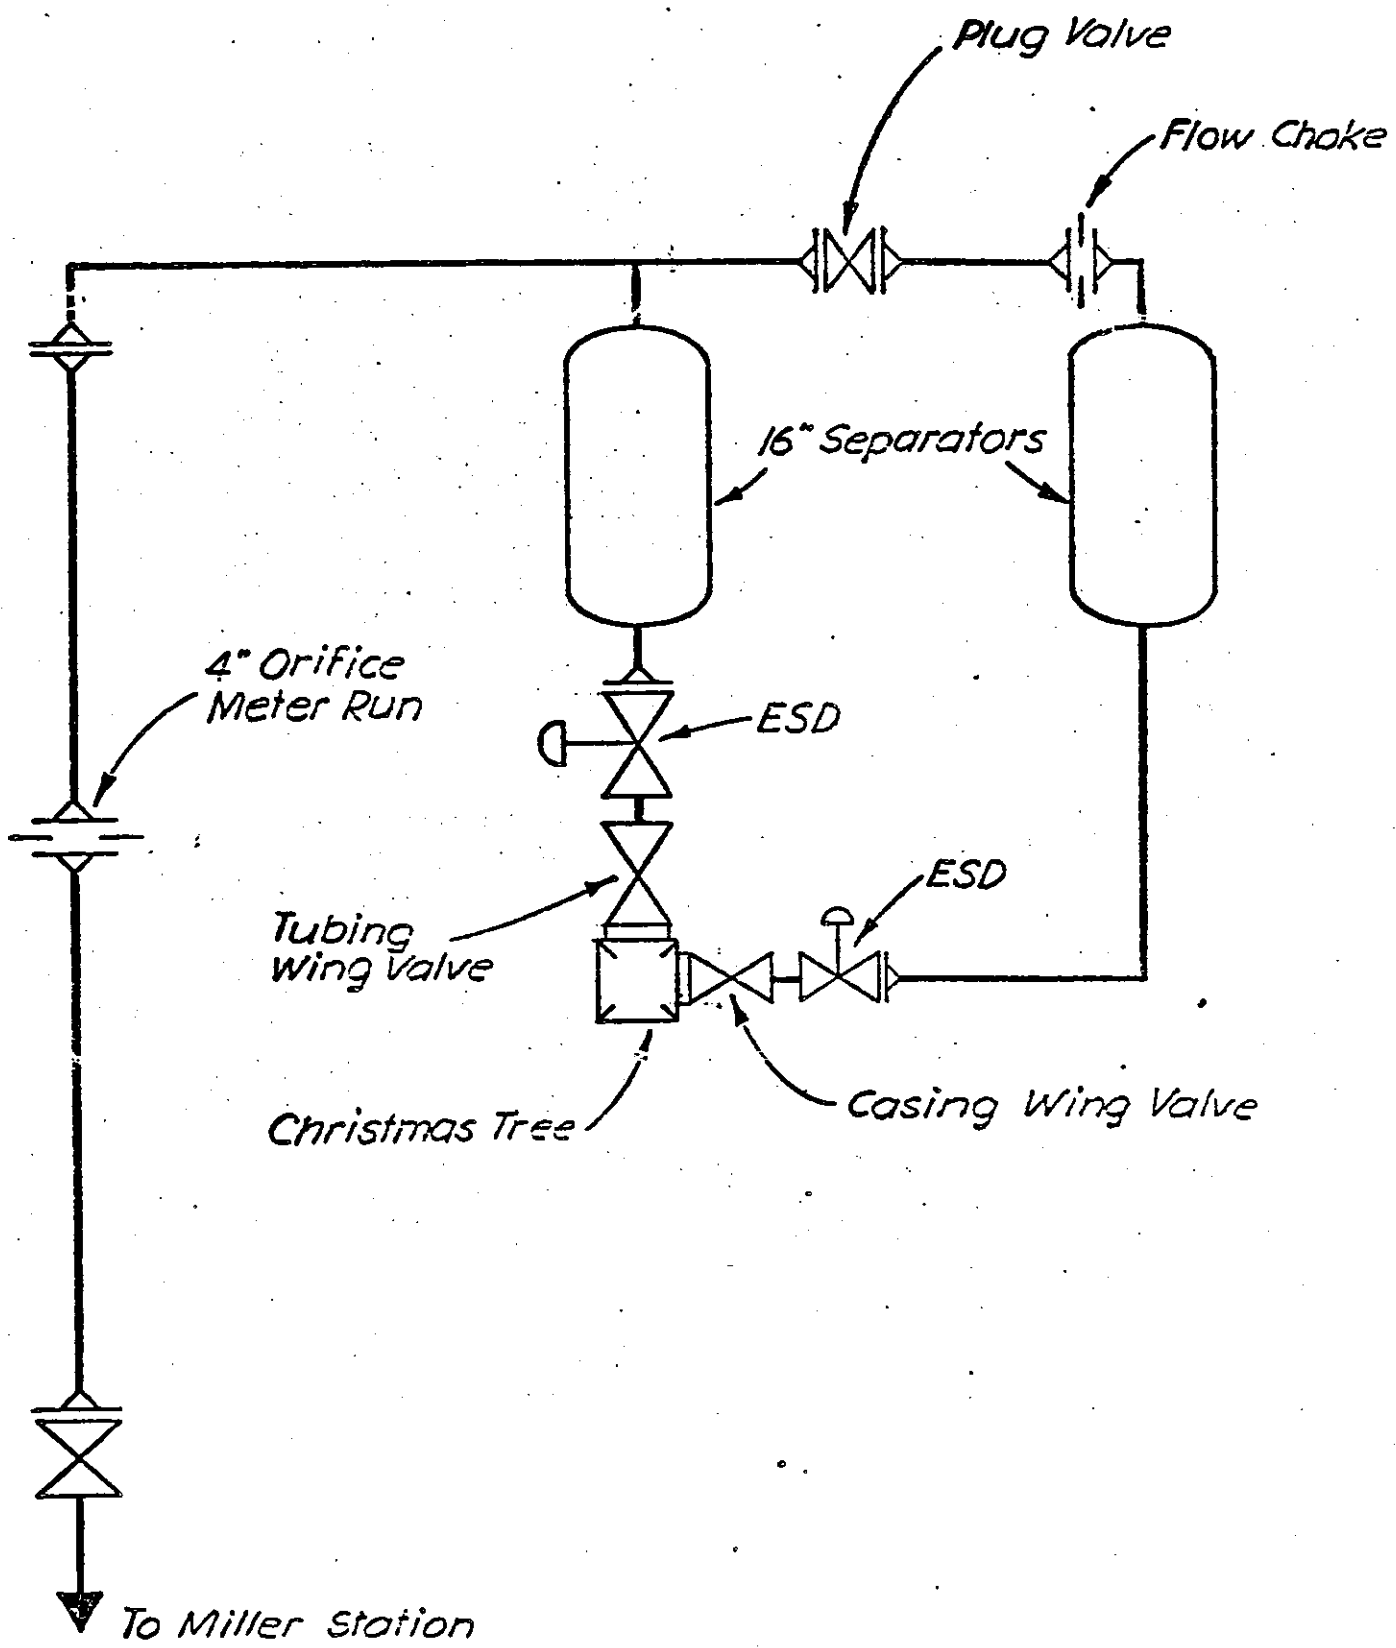 Plug Valve
Flow Choke
16" Separators
4" Orifice
Meter Run
ESD
ESD
Tubing
Wing Valve
Casing Wing Valve
Christmas Tree
To Miller Station